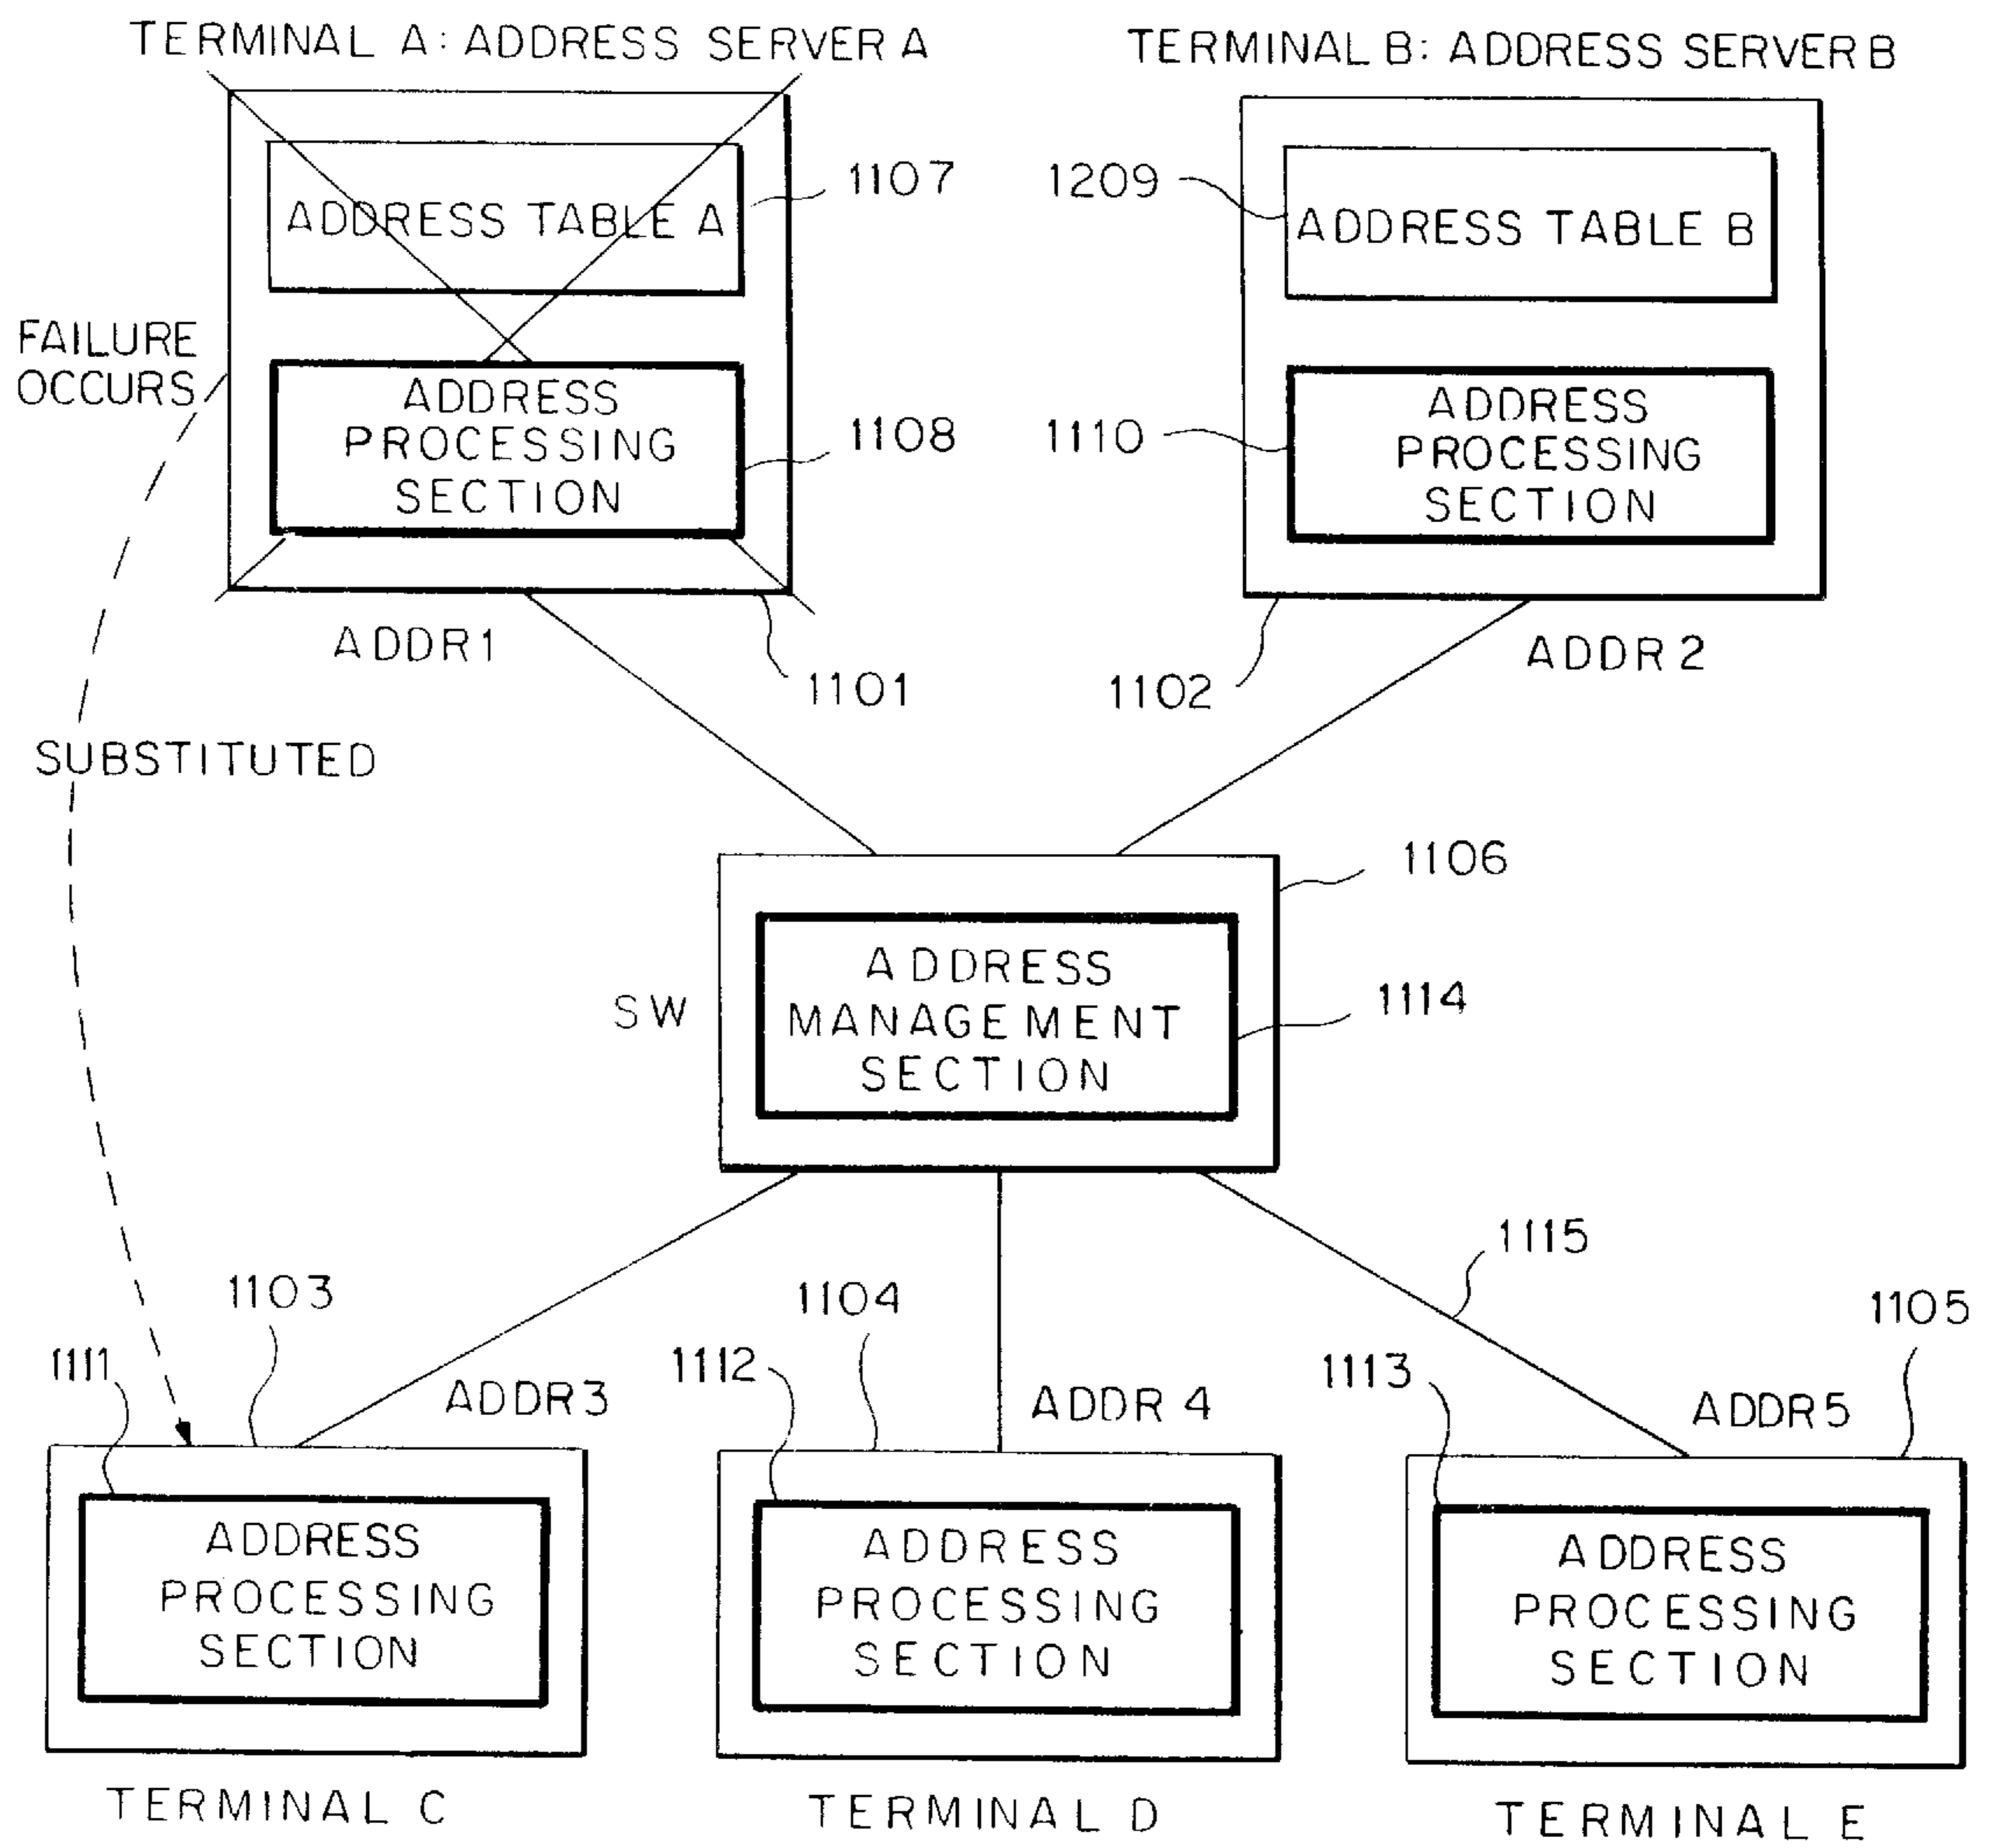 TERMINAL A: ADDRESS SERVER A
TERMINAL B: ADDRESS SERVER B
ADDRESS TABLE A
1107
1209
ADDRESS TABLE B
FAILURE
OCCURS
ADDRESS
PROCESSING
SECTION
1108
1110
ADDRESS
PROCESSING
SECTION
ADDR1
1101
1102
ADDR 2
SUBSTITUTED
1106
SW
ADDRESS
MANAGEMENT
SECTION
1114
1115
1103
1104
1105
1111
ADDR3
1112
ADDR 4
1113
ADDR5
ADDRESS
PROCESSING
SECTION
ADDRESS
PROCESSING
SECTION
ADDRESS
PROCESSING
SECTION
TERMINAL C
TERMINAL D
TERMINAL E